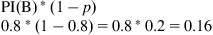 PI(B) * (1 − p)
0.8 * (1 − 0.8) = 0.8 * 0.2 = 0.16